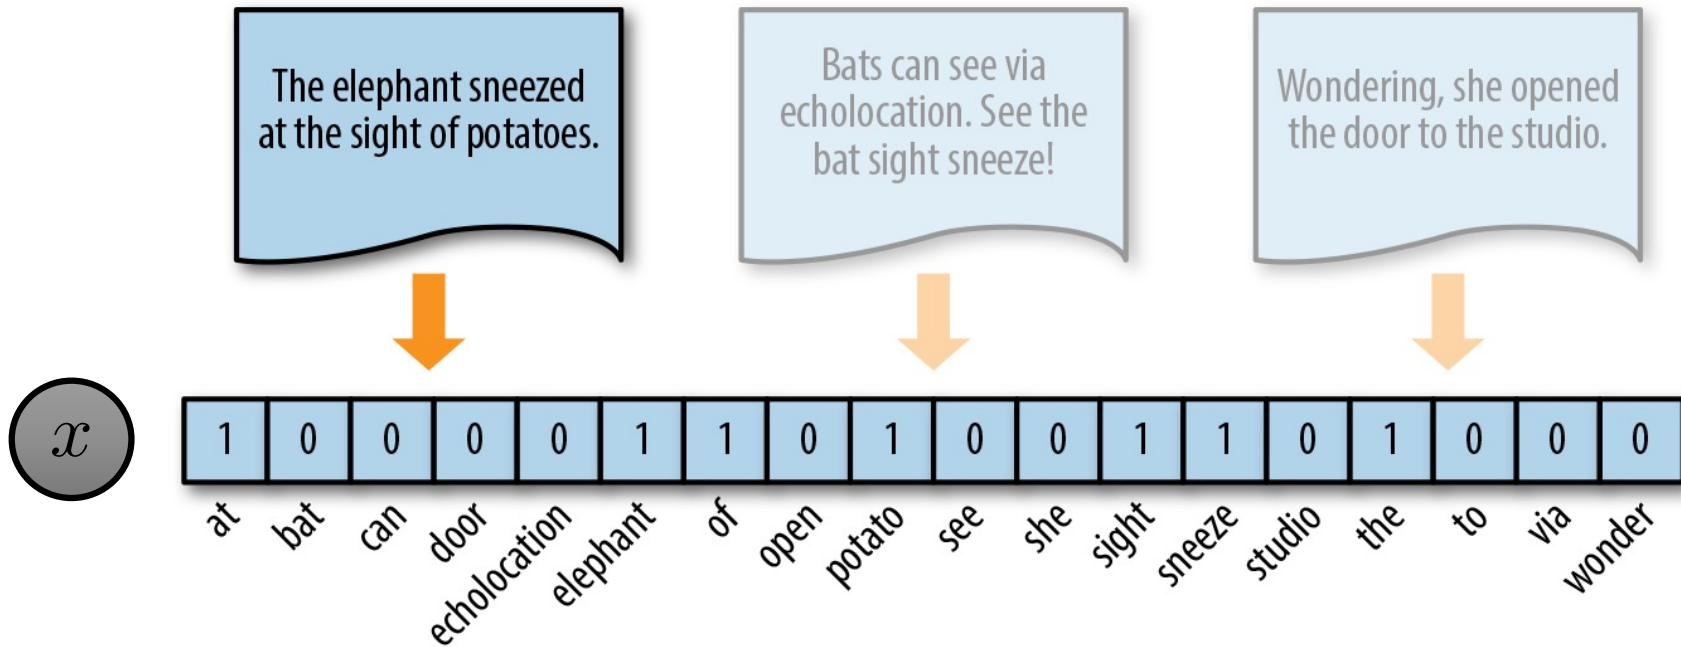 The elephant sneezed
at the sight of potatoes.
Bats can see via
echolocation. See the
bat sight sneeze!
Wondering, she opened
the door to the studio.
x
1 0 0 0 0 1 1 0 1 0 0 1 1 0 1 0 0 0
at bat can door echolocation elephant of open potato see she sight sneeze studio the to via wonder